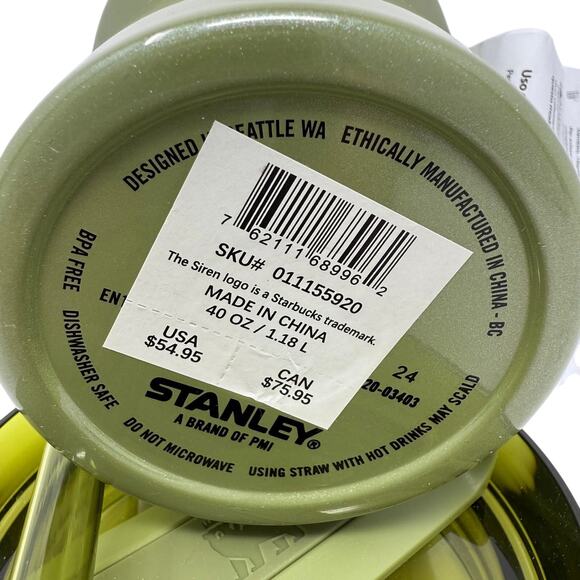 DESIGNED IN SEATTLE WA ETHICALLY MANUFACTURED IN CHINA - BC
7 62111 68996 2
SKU# 011155920
The Siren logo is a Starbucks trademark.
MADE IN CHINA
40 OZ / 1.18 L
USA
$54.95
CAN
$75.95
BPA FREE
DISHWASHER SAFE
24
20-03403
STANLEY®
A BRAND OF PMI
DO NOT MICROWAVE USING STRAW WITH HOT DRINKS MAY SCALD